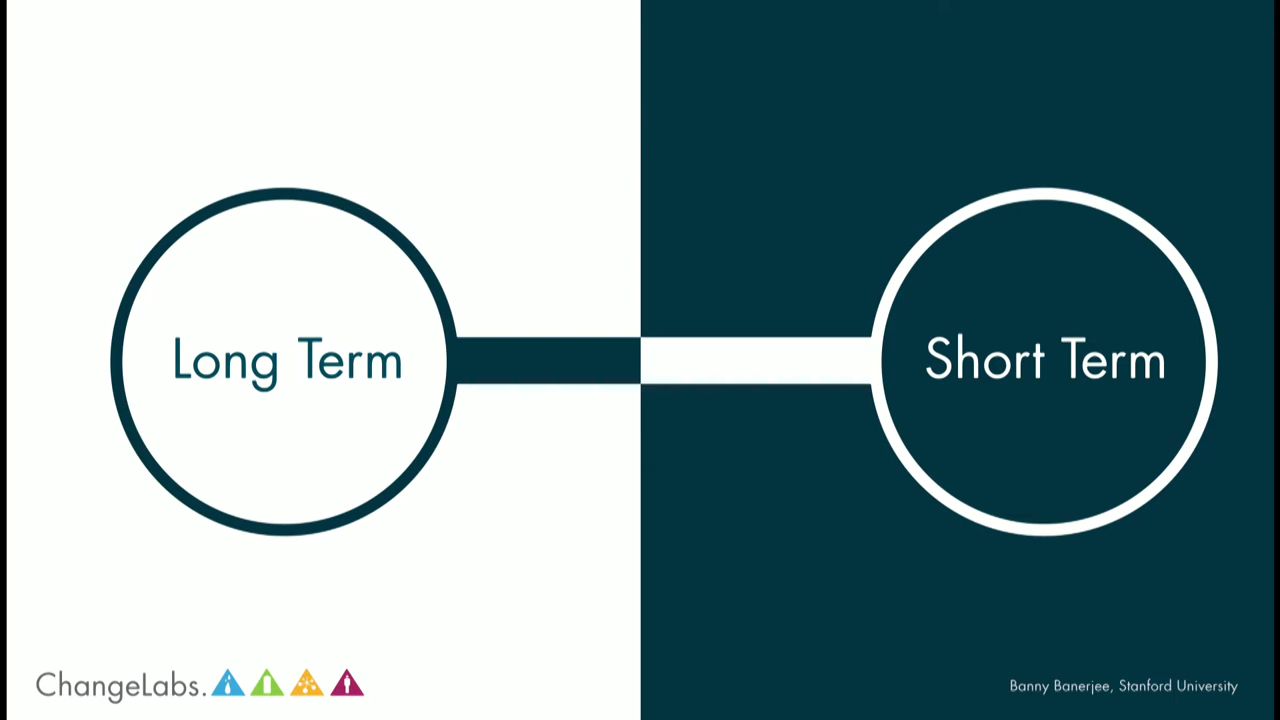 Long Term
Short Term
ChangeLabs.
Banny Banerjee, Stanford University